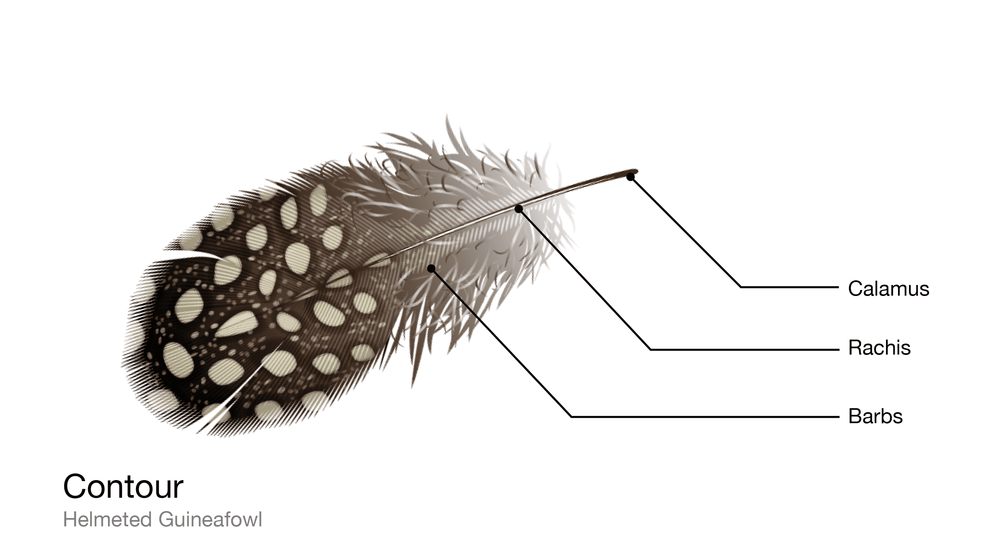 Calamus
Rachis
Barbs
Contour
Helmeted Guineafowl